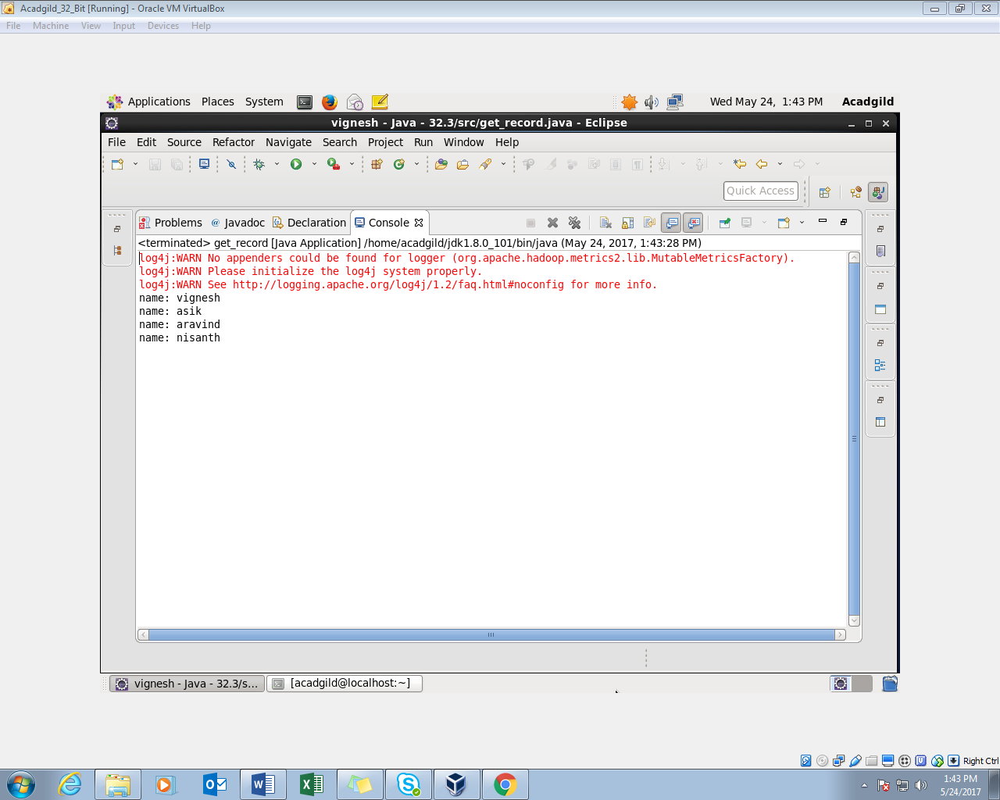 Acadgild_32_Bit [Running] - Oracle VM VirtualBox
File Machine View Input Devices Help
Applications Places System Wed May 24, 1:43 PM Acadgild
vignesh - Java - 32.3/src/get_record.java - Eclipse
File Edit Source Refactor Navigate Search Project Run Window Help
Quick Access
Problems @ Javadoc Declaration Console
<terminated> get_record [Java Application] /home/acadgild/jdk1.8.0_101/bin/java (May 24, 2017, 1:43:28 PM)
log4j:WARN No appenders could be found for logger (org.apache.hadoop.metrics2.lib.MutableMetricsFactory).
log4j:WARN Please initialize the log4j system properly.
log4j:WARN See http://logging.apache.org/log4j/1.2/faq.html#noconfig for more info.
name: vignesh
name: asik
name: aravind
name: nisanth
vignesh - Java - 32.3/s... [acadgild@localhost:~]
Right Ctrl
1:43 PM
5/24/2017